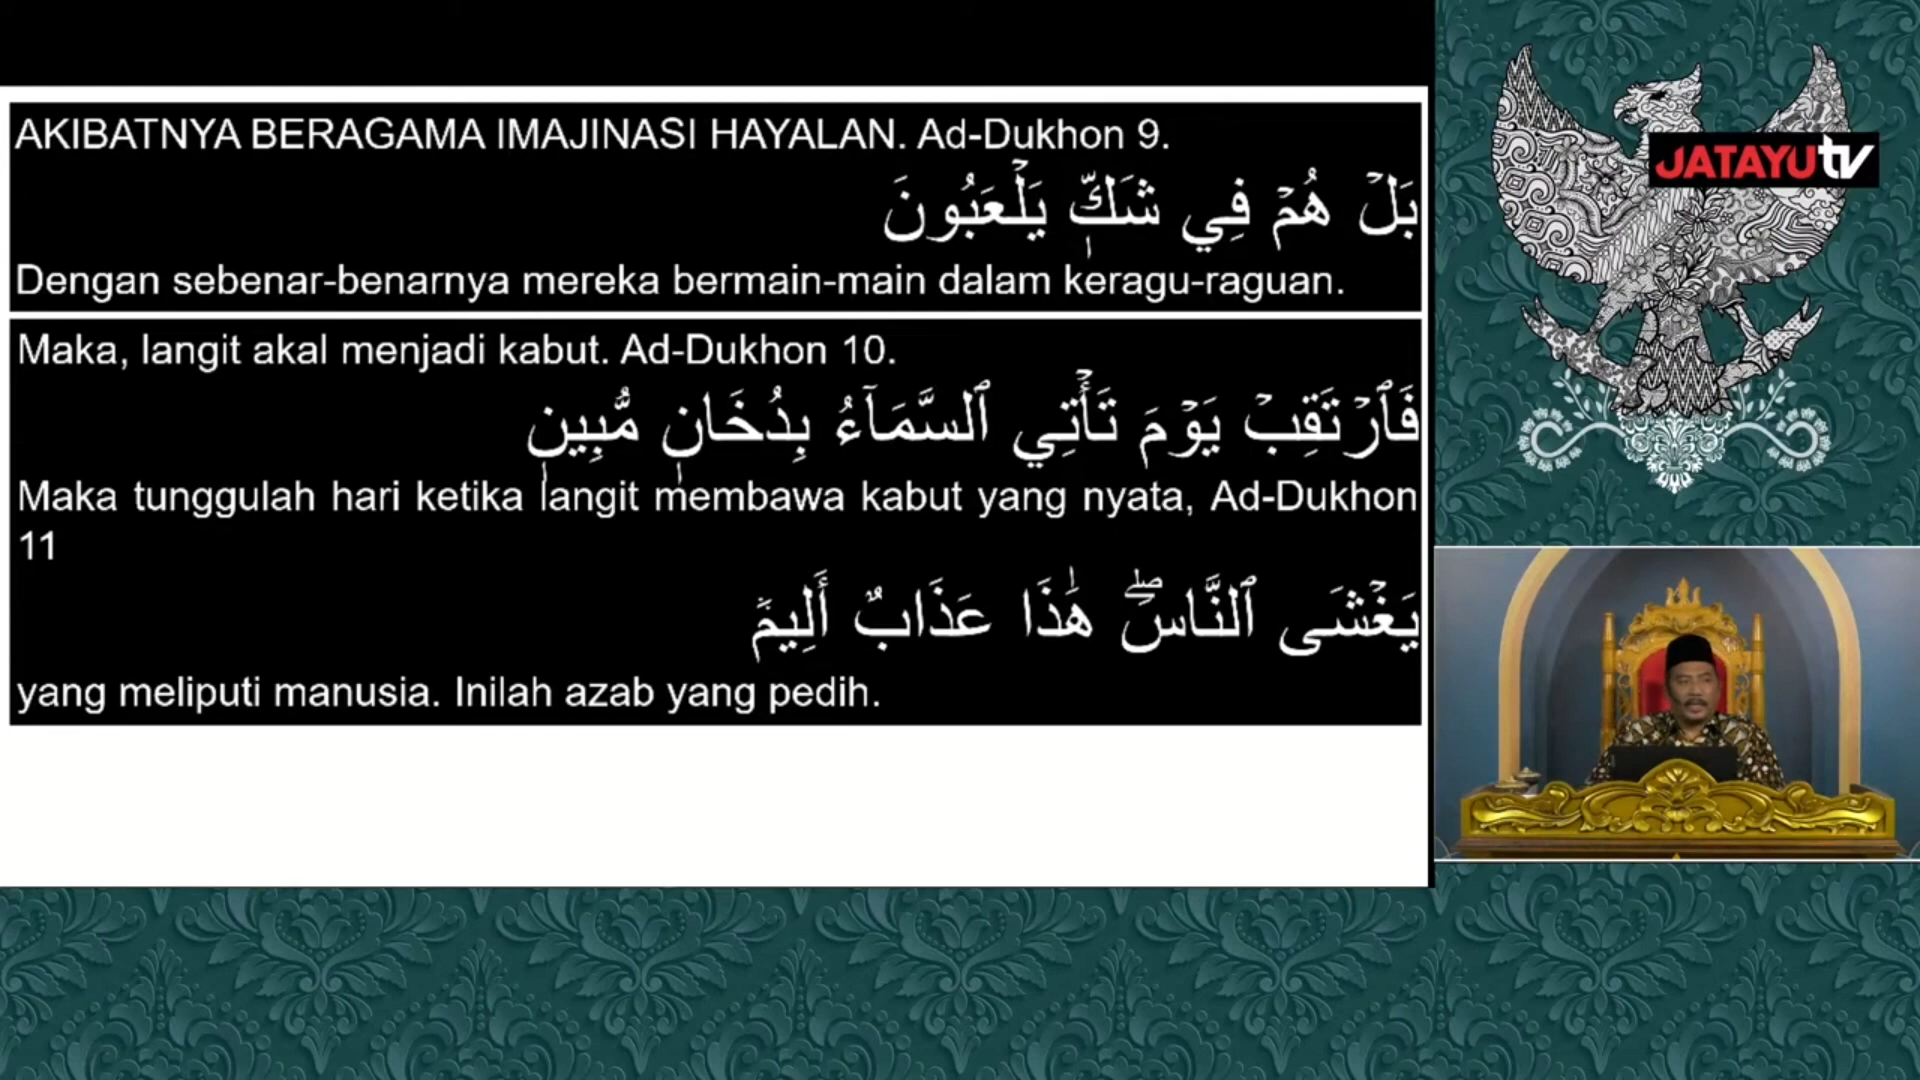 AKIBATNYA BERAGAMA IMAJINASI HAYALAN. Ad-Dukhon 9.
بَلۡ هُمۡ فِي شَكّٖ يَلۡعَبُونَ
Dengan sebenar-benarnya mereka bermain-main dalam keragu-raguan.
Maka, langit akal menjadi kabut. Ad-Dukhon 10.
فَٱرۡتَقِبۡ يَوۡمَ تَأۡتِي ٱلسَّمَآءُ بِدُخَانٖ مُّبِينٖ
Maka tunggulah hari ketika langit membawa kabut yang nyata, Ad-Dukhon
11
يَغۡشَى ٱلنَّاسَۖ هَٰذَا عَذَابٌ أَلِيمٞ
yang meliputi manusia. Inilah azab yang pedih.
JATAYUtv